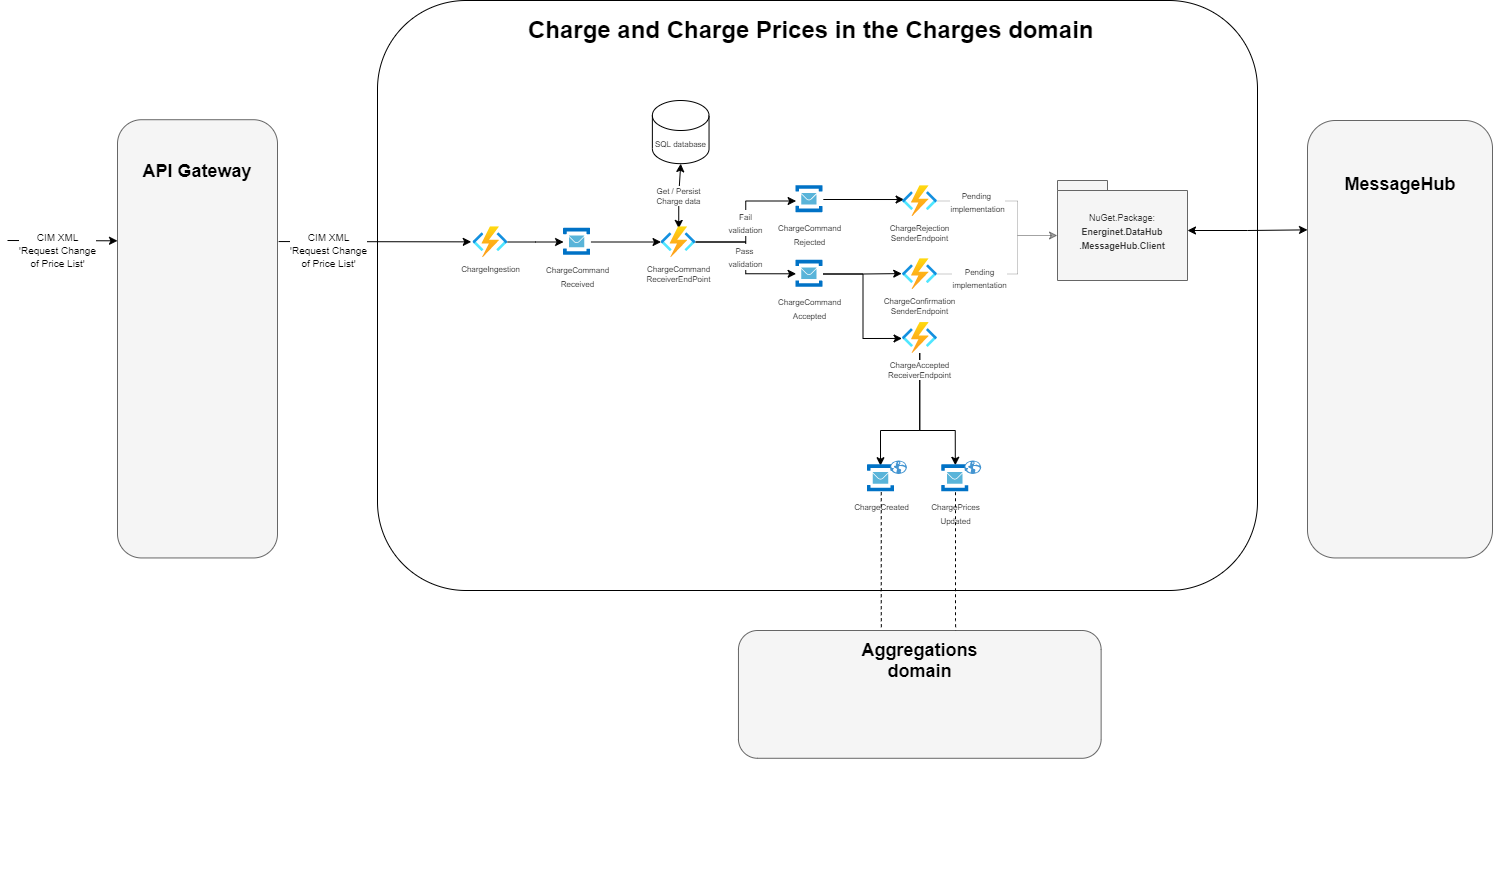 Charge and Charge Prices in the Charges domain
API Gateway
MessageHub
CIM XML
'Request Change
of Price List'
CIM XML
'Request Change
of Price List'
SQL database
Get / Persist
Charge data
ChargeIngestion
ChargeCommand
Received
ChargeCommand
ReceiverEndPoint
Fail
validation
Pass
validation
ChargeCommand
Rejected
ChargeCommand
Accepted
ChargeRejection
SenderEndpoint
Pending
implementation
ChargeConfirmation
SenderEndpoint
Pending
implementation
ChargeAccepted
ReceiverEndpoint
NuGet.Package:
Energinet.DataHub
.MessageHub.Client
ChargeCreated
ChargePrices
Updated
Aggregations
domain